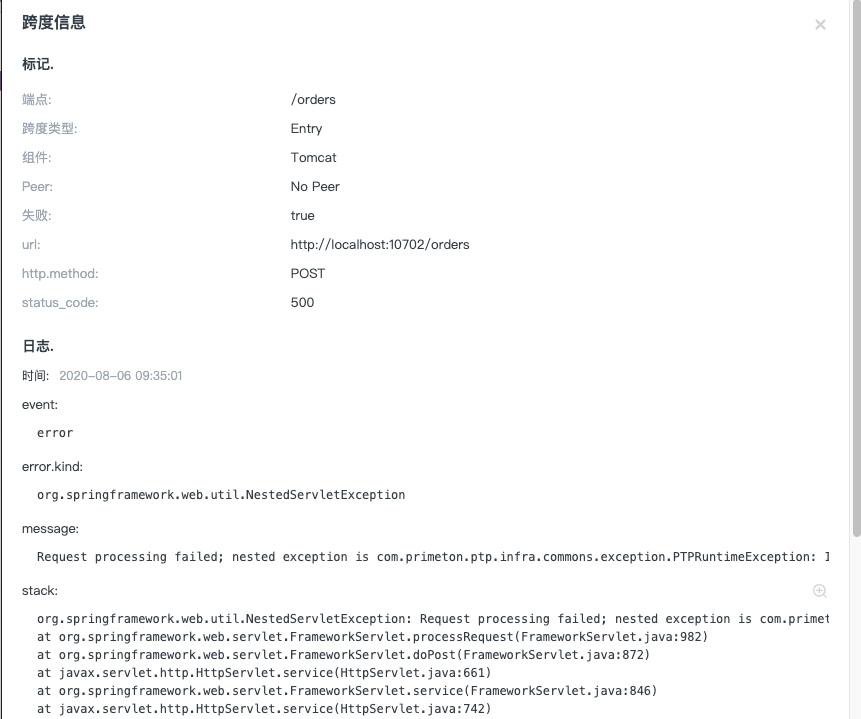 跨度信息
标记.
端点: /orders
跨度类型: Entry
组件: Tomcat
Peer: No Peer
失败: true
url: http://localhost:10702/orders
http.method: POST
status_code: 500
日志.
时间: 2020-08-06 09:35:01
event:
error
error.kind:
org.springframework.web.util.NestedServletException
message:
Request processing failed; nested exception is com.primeton.ptp.infra.commons.exception.PTPRuntimeException:
stack:
org.springframework.web.util.NestedServletException: Request processing failed; nested exception is com.primet
at org.springframework.web.servlet.FrameworkServlet.processRequest(FrameworkServlet.java:982)
at org.springframework.web.servlet.FrameworkServlet.doPost(FrameworkServlet.java:872)
at javax.servlet.http.HttpServlet.service(HttpServlet.java:661)
at org.springframework.web.servlet.FrameworkServlet.service(FrameworkServlet.java:846)
at javax.servlet.http.HttpServlet.service(HttpServlet.java:742)